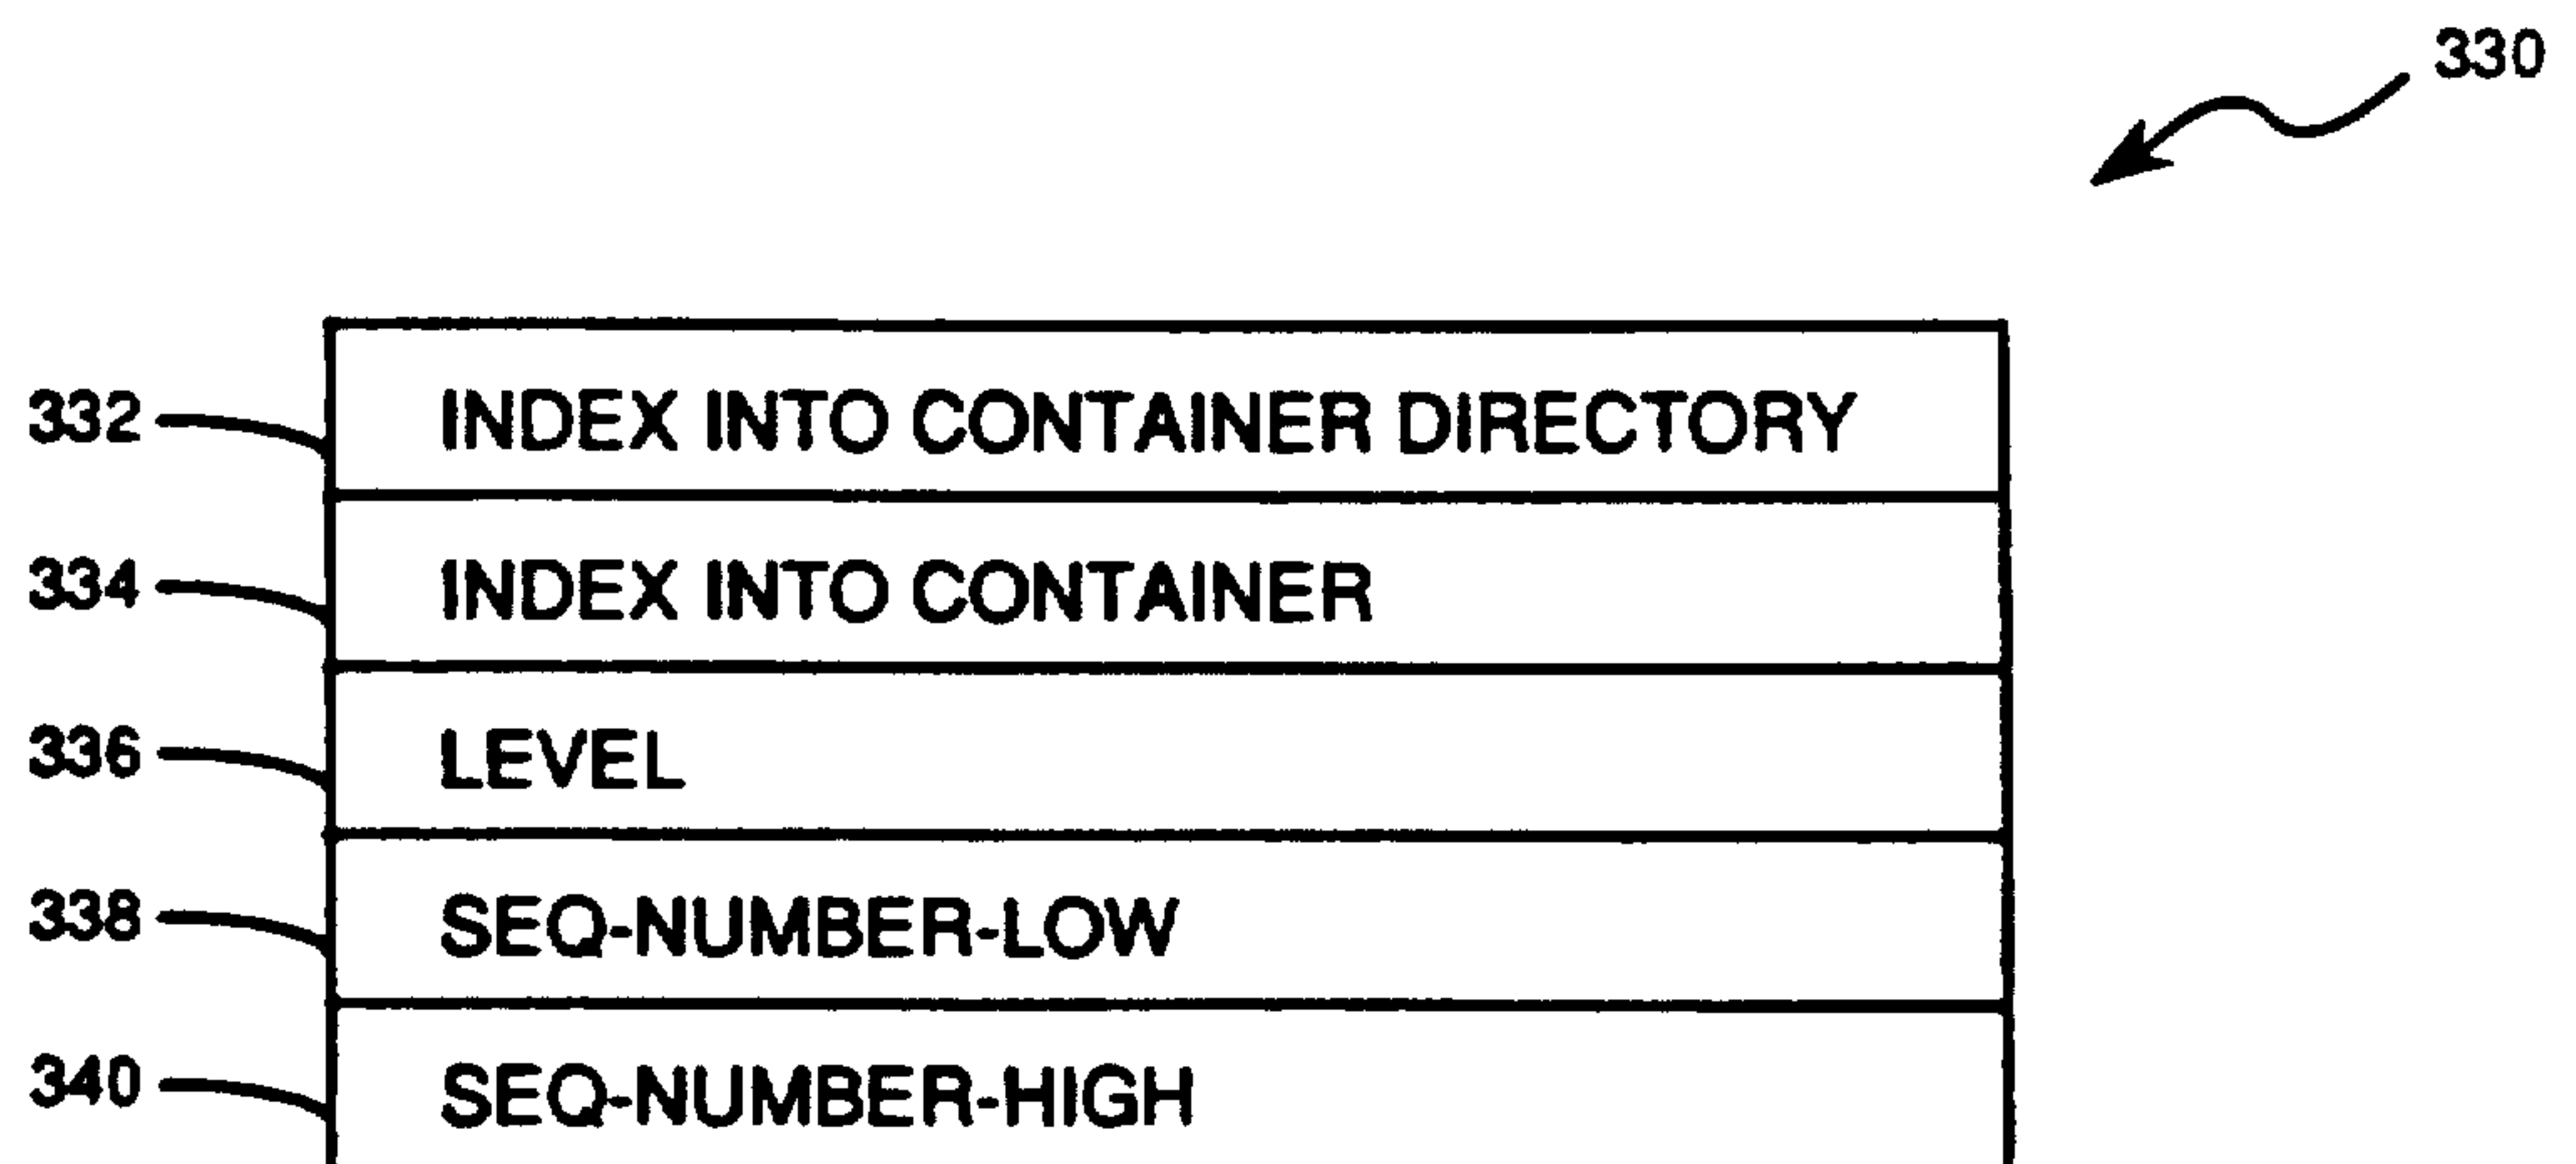 330
332 INDEX INTO CONTAINER DIRECTORY
334 INDEX INTO CONTAINER
336 LEVEL
338 SEQ-NUMBER-LOW
340 SEQ-NUMBER-HIGH